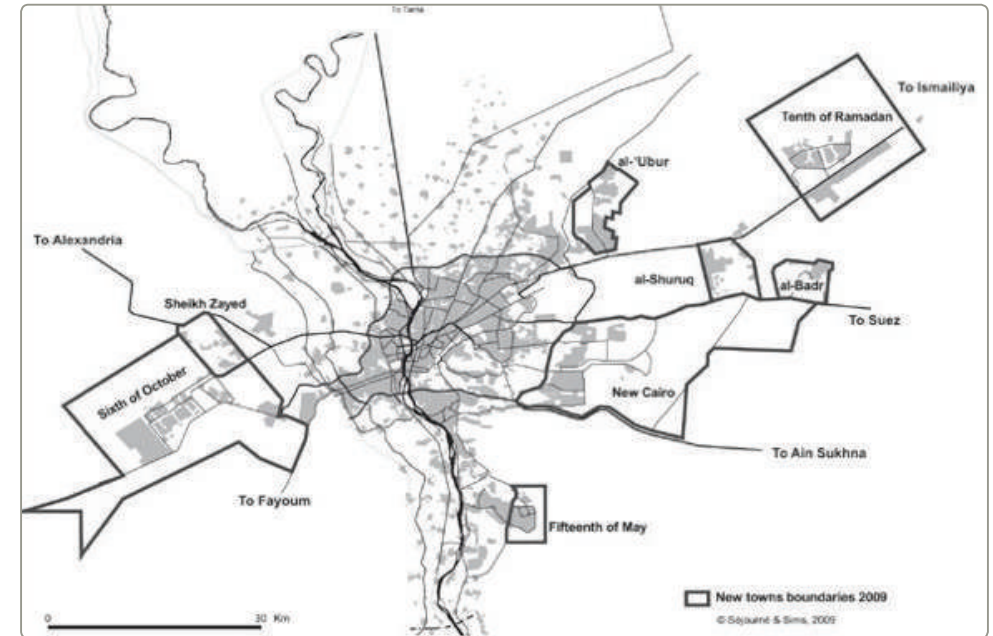 To Tanta
To Ismailiya
Tenth of Ramadan
al-'Ubur
To Alexandria
al-Shuruq
al-Badr
Sheikh Zayed
To Suez
Sixth of October
New Cairo
To Ain Sukhna
To Fayoum
Fifteenth of May
New towns boundaries 2009
0 30 Km
© Séjourné & Sims, 2009